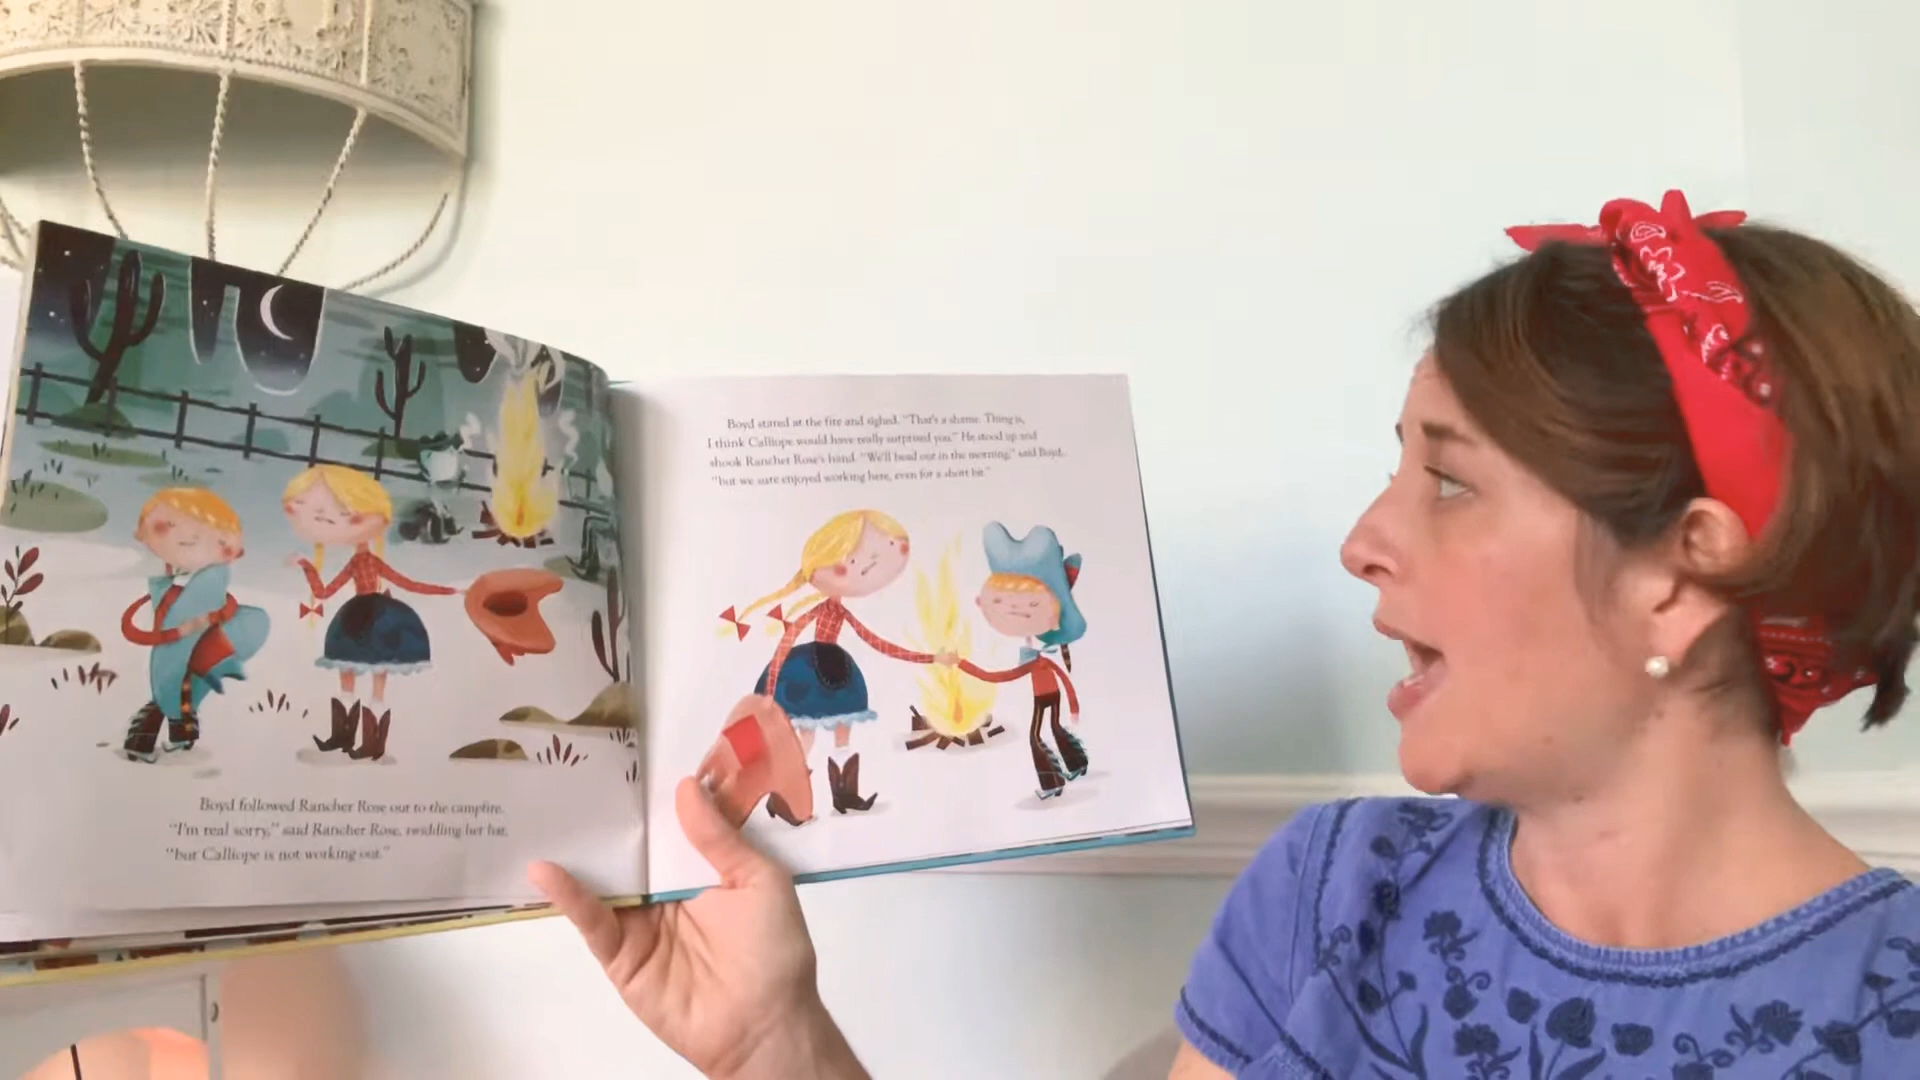 Boyd followed Rancher Rose out to the campfire.
"I'm real sorry," said Rancher Rose, twiddling her hat,
"but Calliope is not working out."
Boyd stared at the fire and sighed. "That's a shame. Thing is,
I think Calliope would have really surprised you." He stood up and
shook Rancher Rose's hand. "We'll head out in the morning," said Boyd,
"but we sure enjoyed working here, even for a short bit."